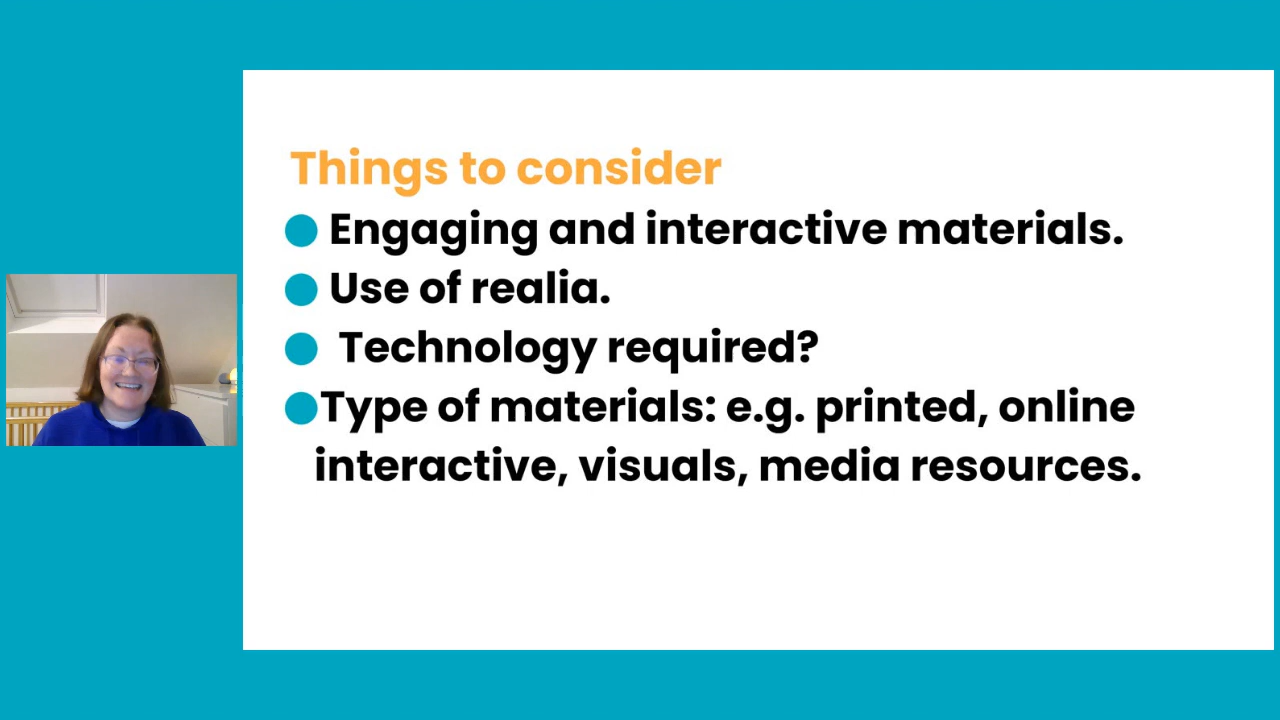 Things to consider
● Engaging and interactive materials.
● Use of realia.
● Technology required?
●Type of materials: e.g. printed, online
interactive, visuals, media resources.